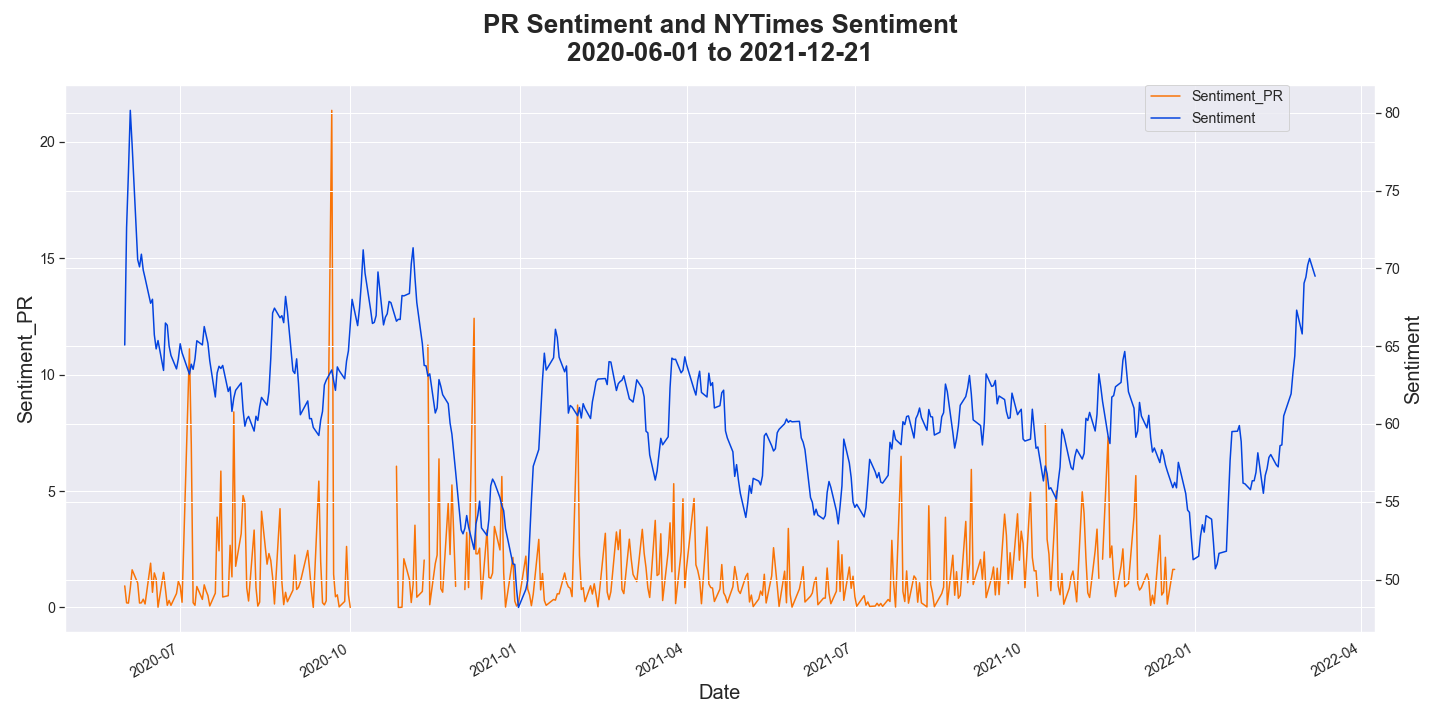 PR Sentiment and NYTimes Sentiment
2020-06-01 to 2021-12-21
Sentiment_PR
Sentiment
20
15
10
5
0
Sentiment_PR
80
75
70
65
60
55
50
Sentiment
2020-07
2020-10
2021-01
2021-04
2021-07
2021-10
2022-01
2022-04
Date